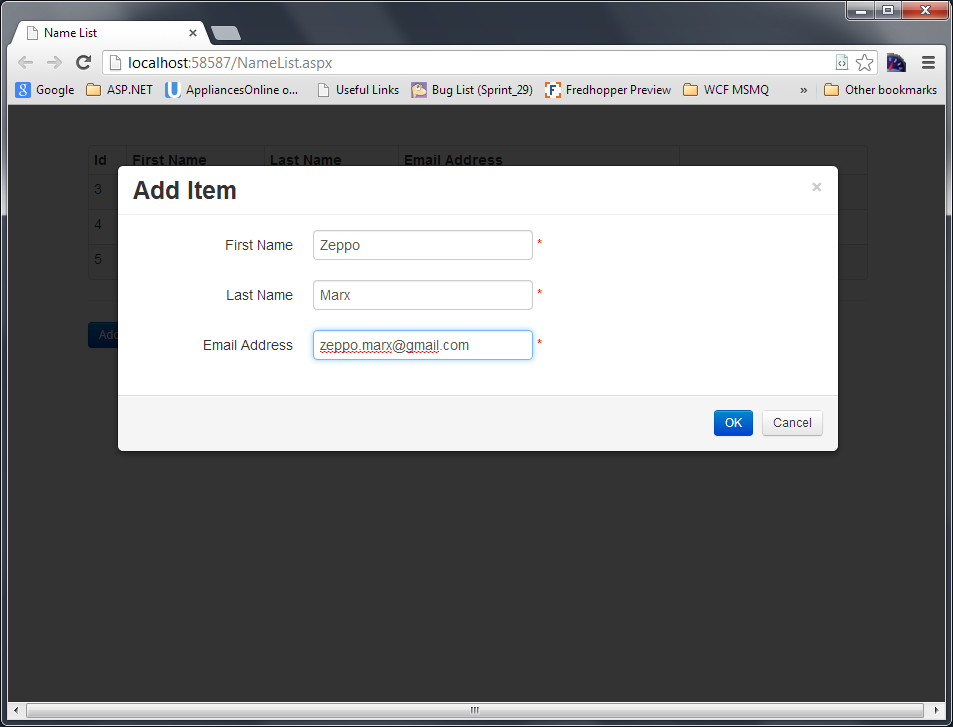 Name List
localhost:58587/NameList.aspx
Google ASP.NET AppliancesOnline o... Useful Links Bug List (Sprint_29) Fredhopper Preview WCF MSMQ » Other bookmarks
Id First Name Last Name Email Address
3
4
5
Add Item
First Name Zeppo *
Last Name Marx *
Email Address zeppo.marx@gmail.com *
Add
OK Cancel